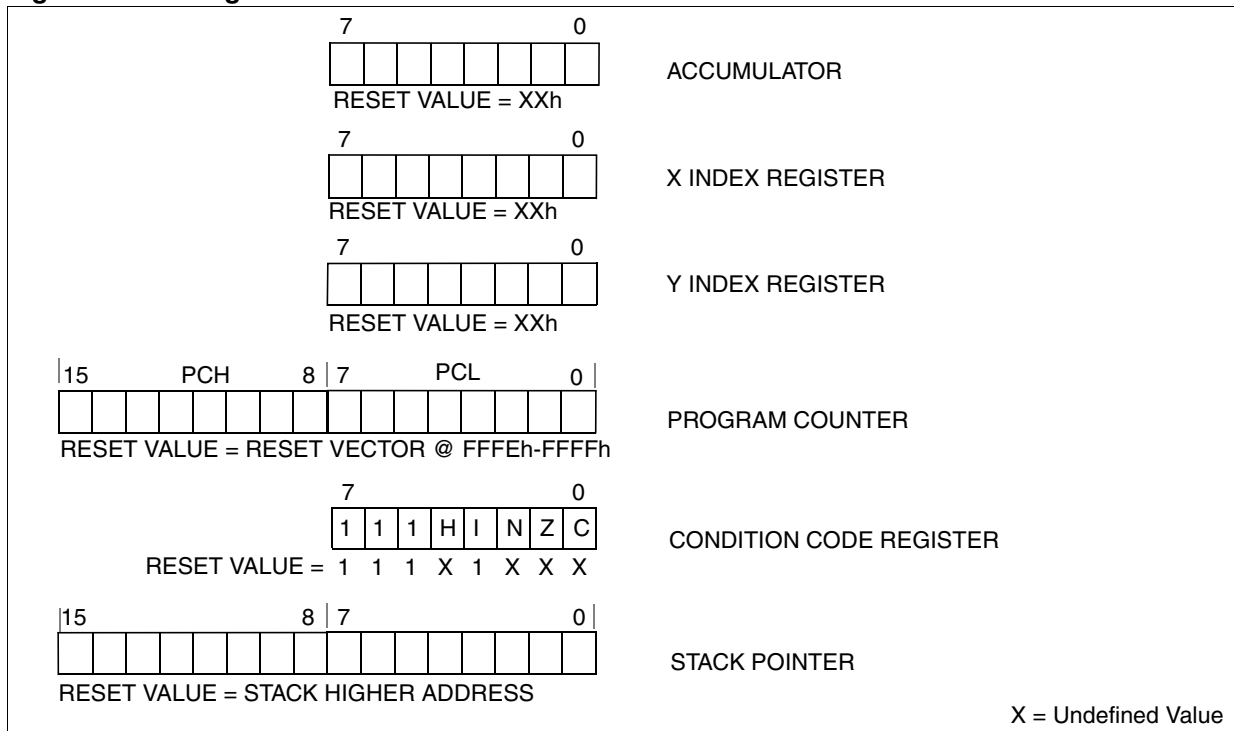 7 0
ACCUMULATOR
RESET VALUE = XXh
7 0
X INDEX REGISTER
RESET VALUE = XXh
7 0
Y INDEX REGISTER
RESET VALUE = XXh
15 PCH 8 7 PCL 0
PROGRAM COUNTER
RESET VALUE = RESET VECTOR @ FFFEh-FFFFh
7 0
1 1 1 H I N Z C
CONDITION CODE REGISTER
RESET VALUE = 1 1 1 X 1 X X X
15 8 7 0
STACK POINTER
RESET VALUE = STACK HIGHER ADDRESS
X = Undefined Value